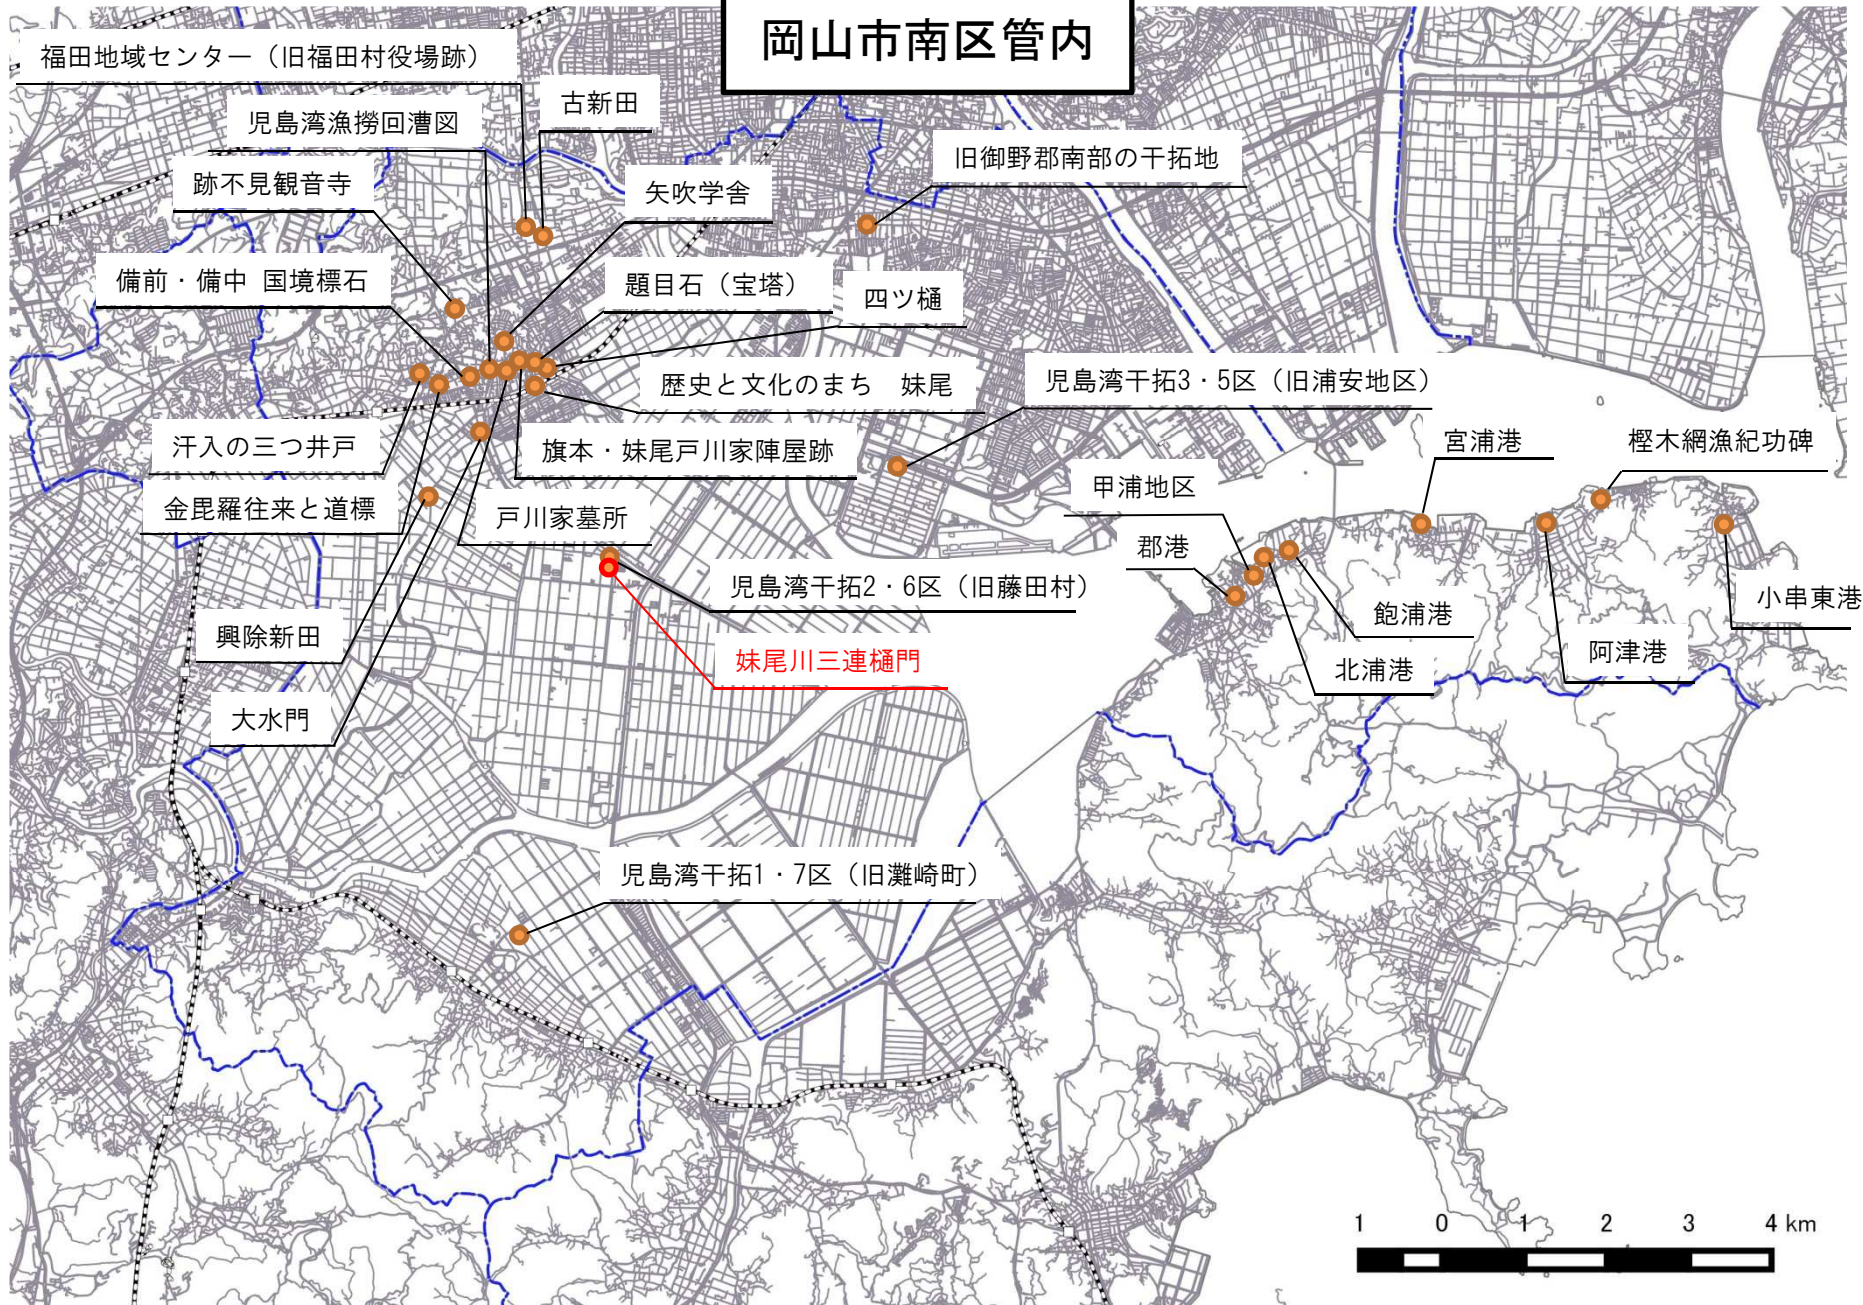 岡山市南区管内
福田地域センター（旧福田村役場跡）
古新田
児島湾漁撈回漕図
旧御野郡南部の干拓地
跡不見観音寺
矢吹学舎
備前・備中 国境標石
題目石（宝塔）
四ツ樋
歴史と文化のまち　妹尾
児島湾干拓3・5区（旧浦安地区）
汗入の三つ井戸
旗本・妹尾戸川家陣屋跡
宮浦港
樫木網漁紀功碑
甲浦地区
金毘羅往来と道標
戸川家墓所
郡港
児島湾干拓2・6区（旧藤田村）
小串東港
飽浦港
興除新田
妹尾川三連樋門
北浦港
阿津港
大水門
児島湾干拓1・7区（旧灘崎町）
1 0 1 2 3 4 km